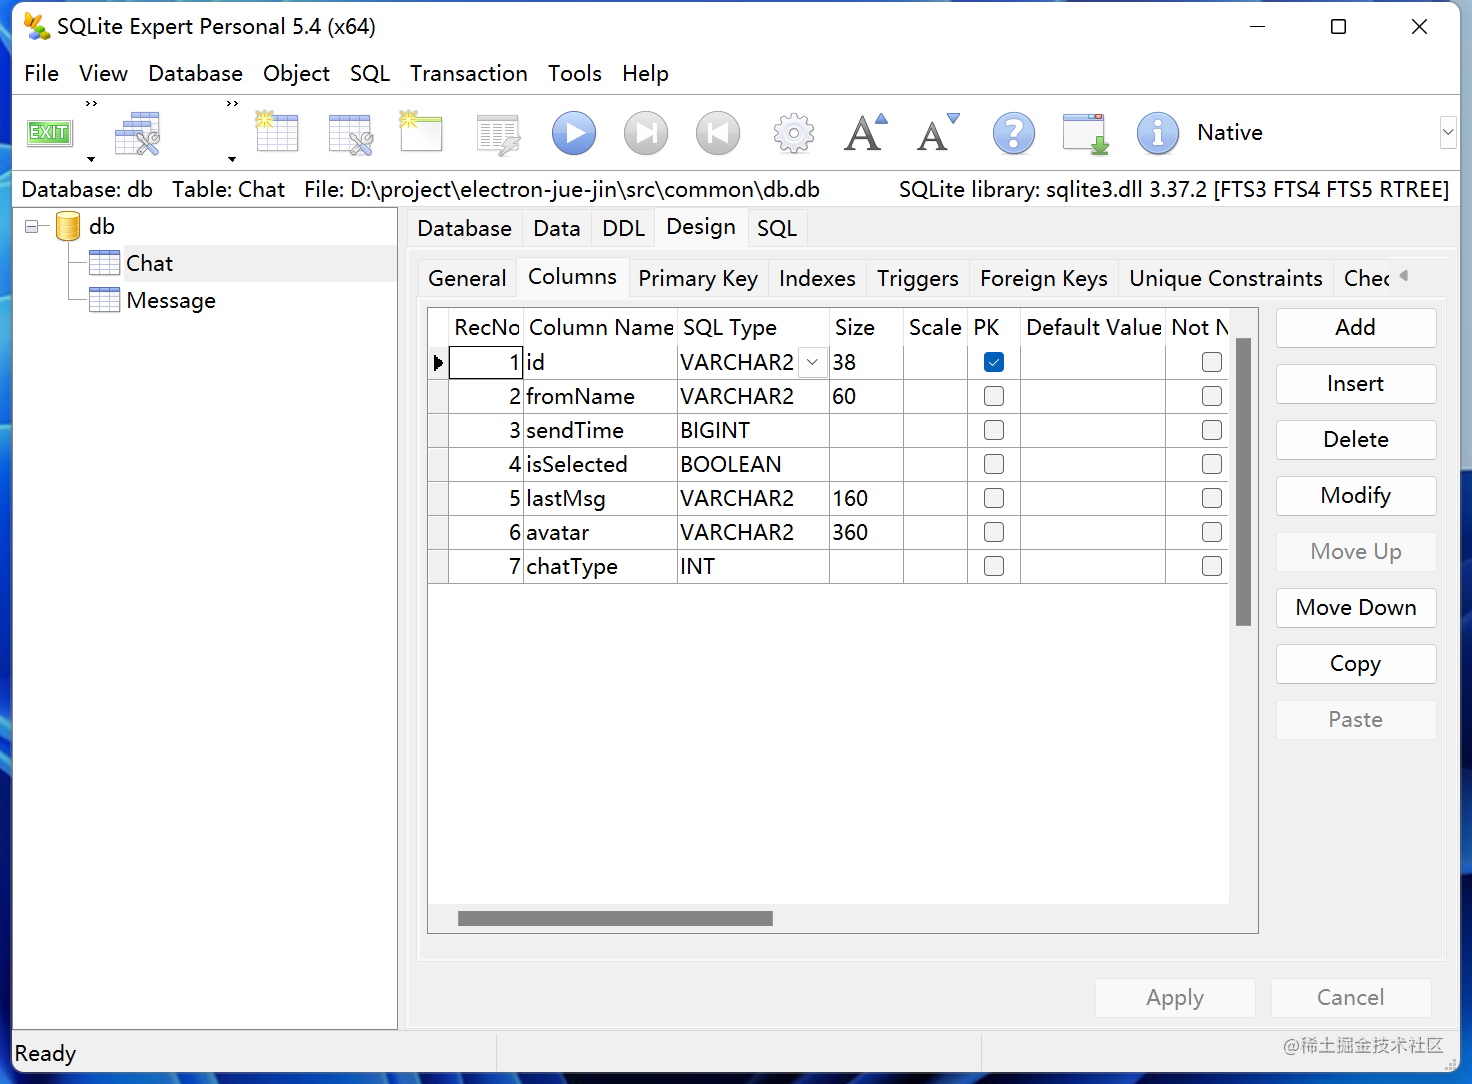 SQLite Expert Personal 5.4 (x64)
File View Database Object SQL Transaction Tools Help
EXIT Native
Database: db Table: Chat File: D:\project\electron-jue-jin\src\common\db.db SQLite library: sqlite3.dll 3.37.2 [FTS3 FTS4 FTS5 RTREE]
db
Chat
Message
Database Data DDL Design SQL
General Columns Primary Key Indexes Triggers Foreign Keys Unique Constraints Chec
RecNo Column Name SQL Type Size Scale PK Default Value Not N
1 id VARCHAR2 38
2 fromName VARCHAR2 60
3 sendTime BIGINT
4 isSelected BOOLEAN
5 lastMsg VARCHAR2 160
6 avatar VARCHAR2 360
7 chatType INT
Add
Insert
Delete
Modify
Move Up
Move Down
Copy
Paste
Apply Cancel
Ready
@稀土掘金技术社区